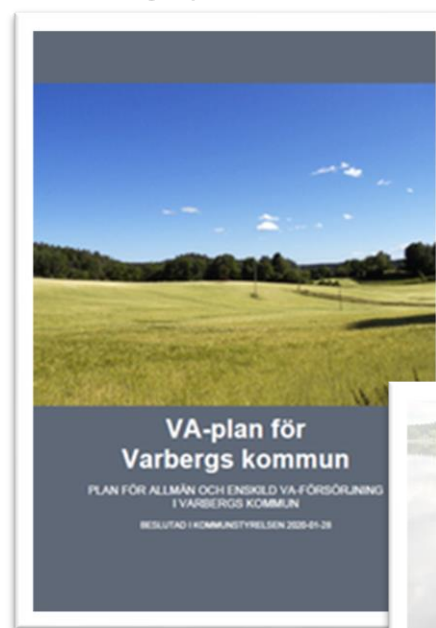 VA-plan för
Varbergs kommun
PLAN FÖR ALLMÄN OCH ENSKILD VA-FÖRSÖRJNING
I VARBERGS KOMMUN
BESLUTAD I KOMMUNSTYRELSEN 2020-01-28